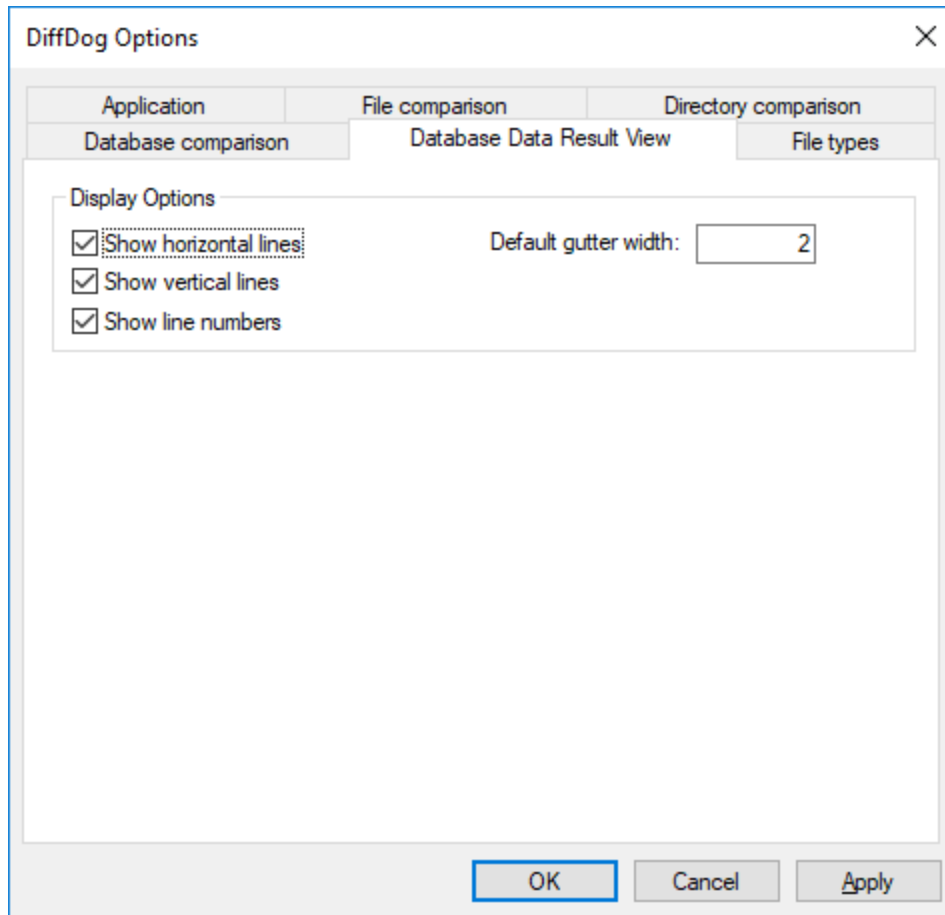 DiffDog Options
Application File comparison Directory comparison
Database comparison Database Data Result View File types
Display Options
Show horizontal lines Default gutter width: 2
Show vertical lines
Show line numbers
OK Cancel Apply